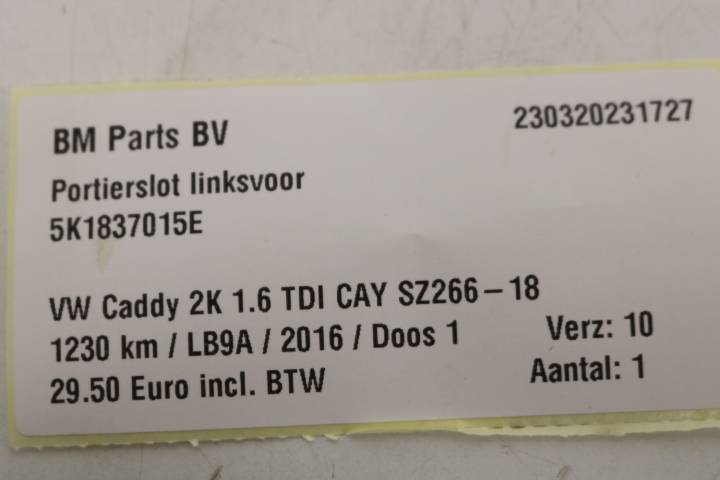 BM Parts BV
230320231727
Portierslot linksvoor
5K1837015E
VW Caddy 2K 1.6 TDI CAY SZ266-18
1230 km / LB9A / 2016 / Doos 1
Verz: 10
29.50 Euro incl. BTW
Aantal: 1